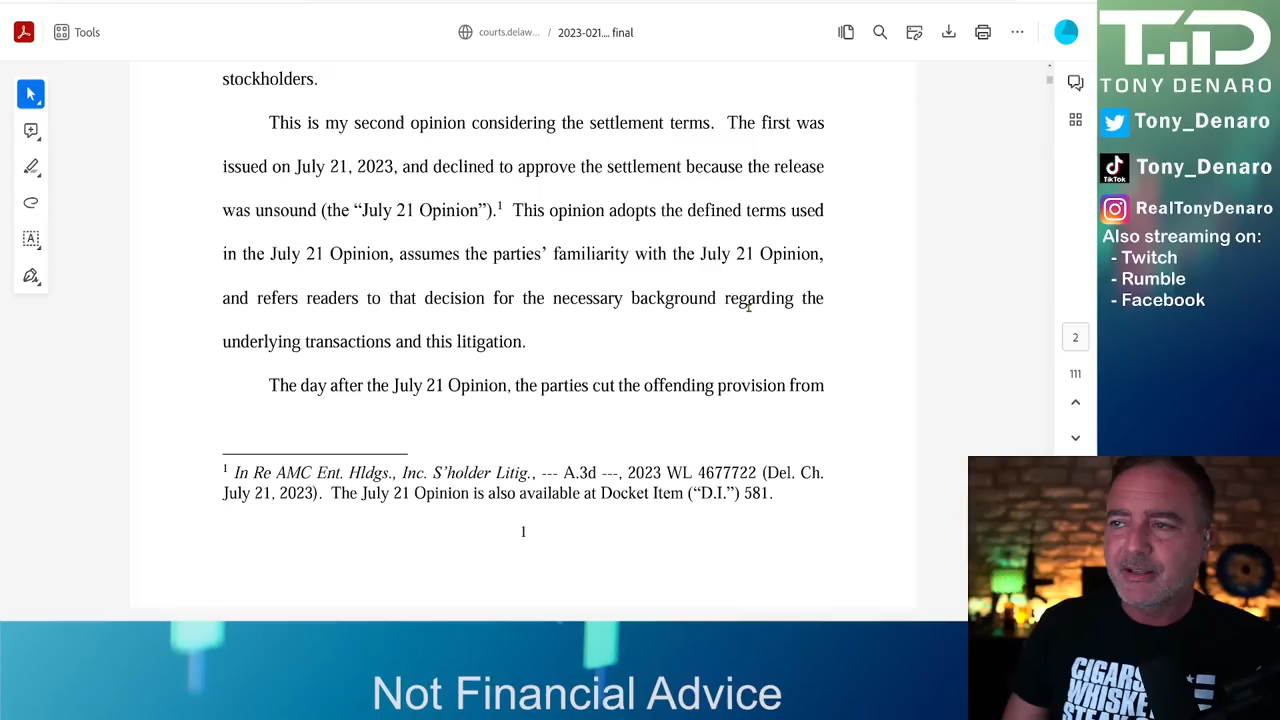 Tools
courts.delaw... / 2023-021.... final
stockholders.
This is my second opinion considering the settlement terms. The first was
issued on July 21, 2023, and declined to approve the settlement because the release
was unsound (the “July 21 Opinion”).1 This opinion adopts the defined terms used
in the July 21 Opinion, assumes the parties’ familiarity with the July 21 Opinion,
and refers readers to that decision for the necessary background regarding the
underlying transactions and this litigation.
The day after the July 21 Opinion, the parties cut the offending provision from
1 In Re AMC Ent. Hldgs., Inc. S’holder Litig., --- A.3d ---, 2023 WL 4677722 (Del. Ch.
July 21, 2023). The July 21 Opinion is also available at Docket Item (“D.I.”) 581.
1
2
111
TD
TONY DENARO
Tony_Denaro
TikTok
Tony_Denaro
RealTonyDenaro
Also streaming on:
- Twitch
- Rumble
- Facebook
Not Financial Advice
CIGARS
WHISKE